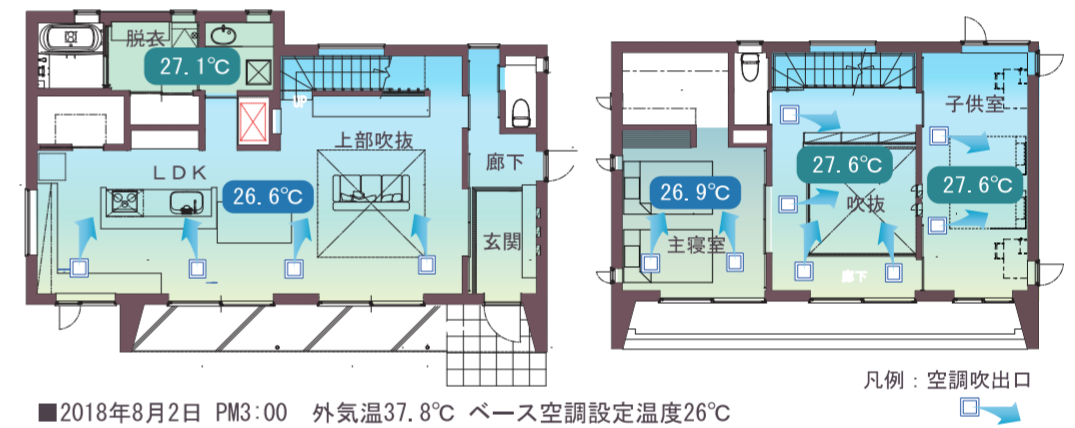 脱衣
27.1℃
UP
上部吹抜
LDK
26.6℃
廊下
玄関
子供室
27.6℃
27.6℃
26.9℃
吹抜
主寝室
廊下
凡例：空調吹出口
■2018年8月2日 PM3:00 外気温37.8℃ ベース空調設定温度26℃